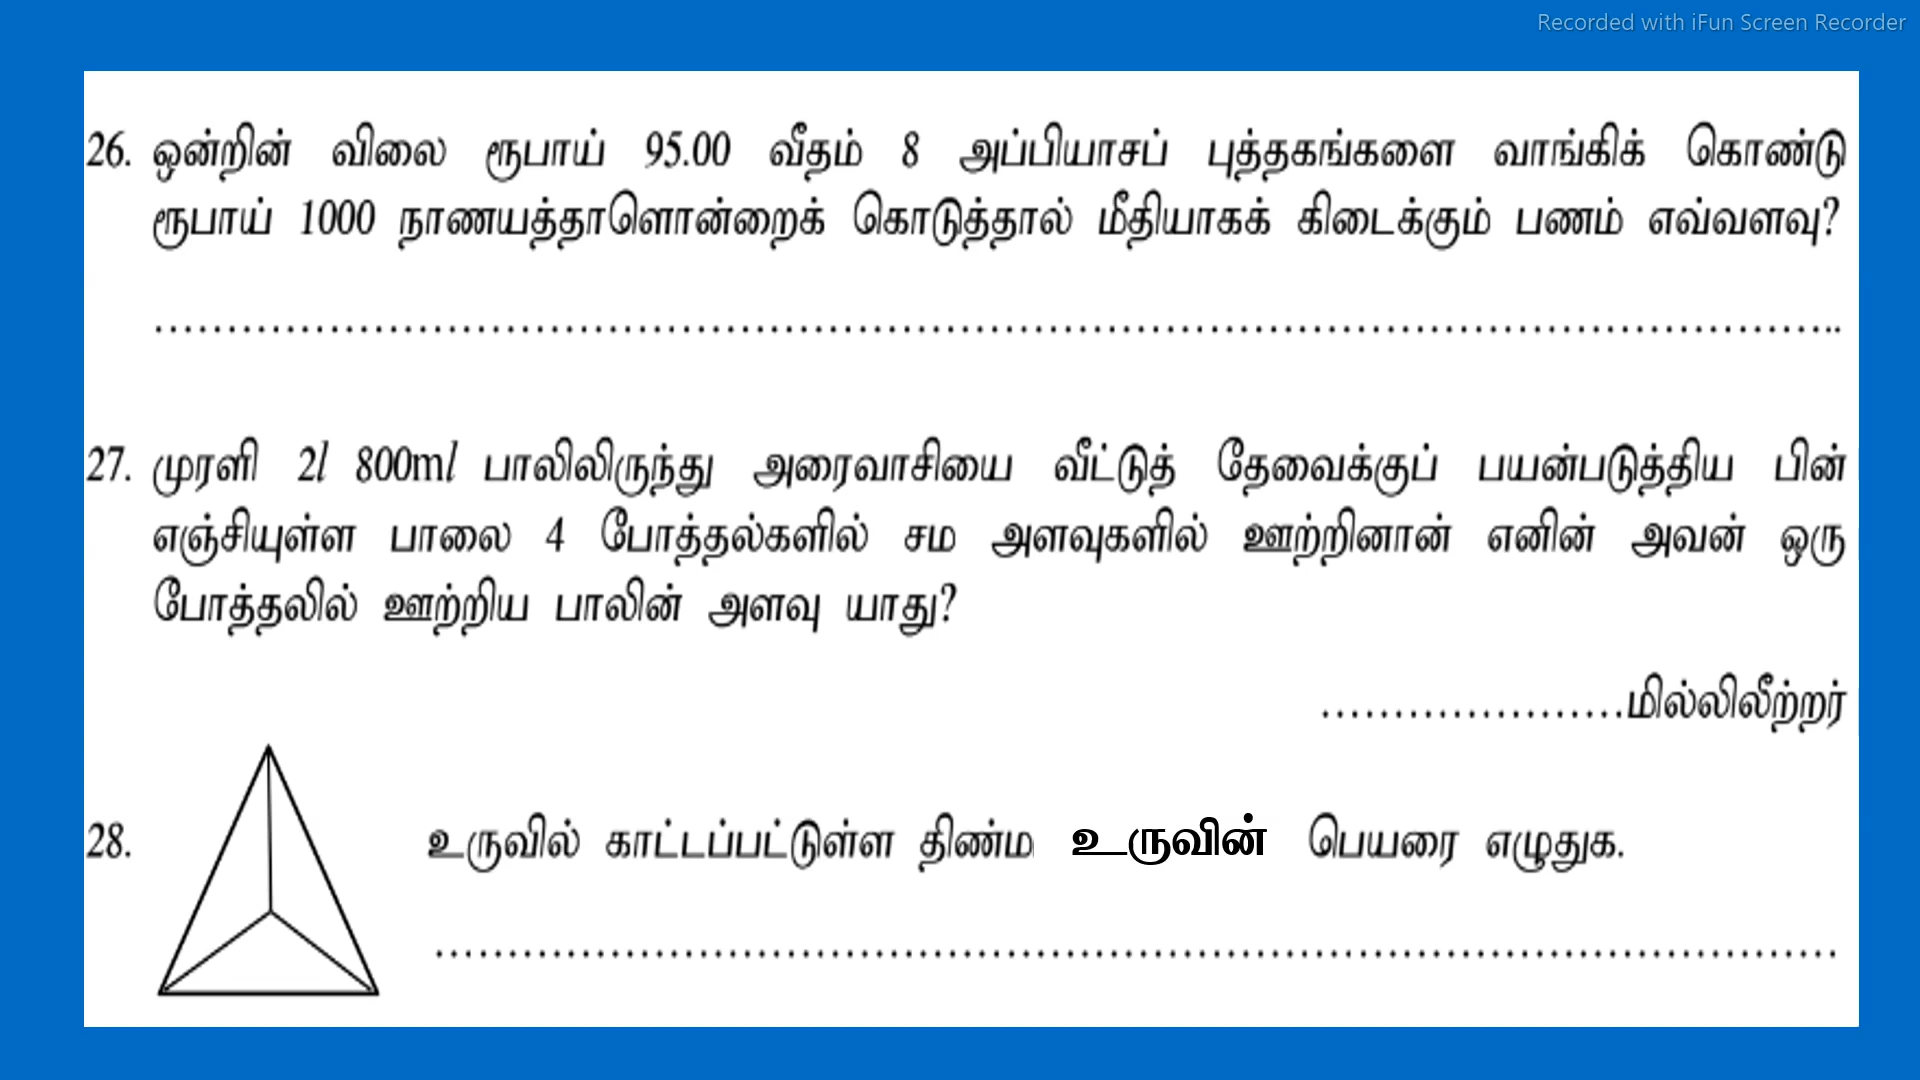 Recorded with iFun Screen Recorder
26. ஒன்றின் விலை ரூபாய் 95.00 வீதம் 8 அப்பியாசப் புத்தகங்களை வாங்கிக் கொண்டு
ரூபாய் 1000 நாணயத்தாளொன்றைக் கொடுத்தால் மீதியாகக் கிடைக்கும் பணம் எவ்வளவு?
..........................................................................................................
27. முரளி 2l 800ml பாலிலிருந்து அரைவாசியை வீட்டுத் தேவைக்குப் பயன்படுத்திய பின்
எஞ்சியுள்ள பாலை 4 போத்தல்களில் சம அளவுகளில் ஊற்றினான் எனின் அவன் ஒரு
போத்தலில் ஊற்றிய பாலின் அளவு யாது?
.....................மில்லிலீற்றர்
28. உருவில் காட்டப்பட்டுள்ள திண்ம உருவின் பெயரை எழுதுக.
..........................................................................................